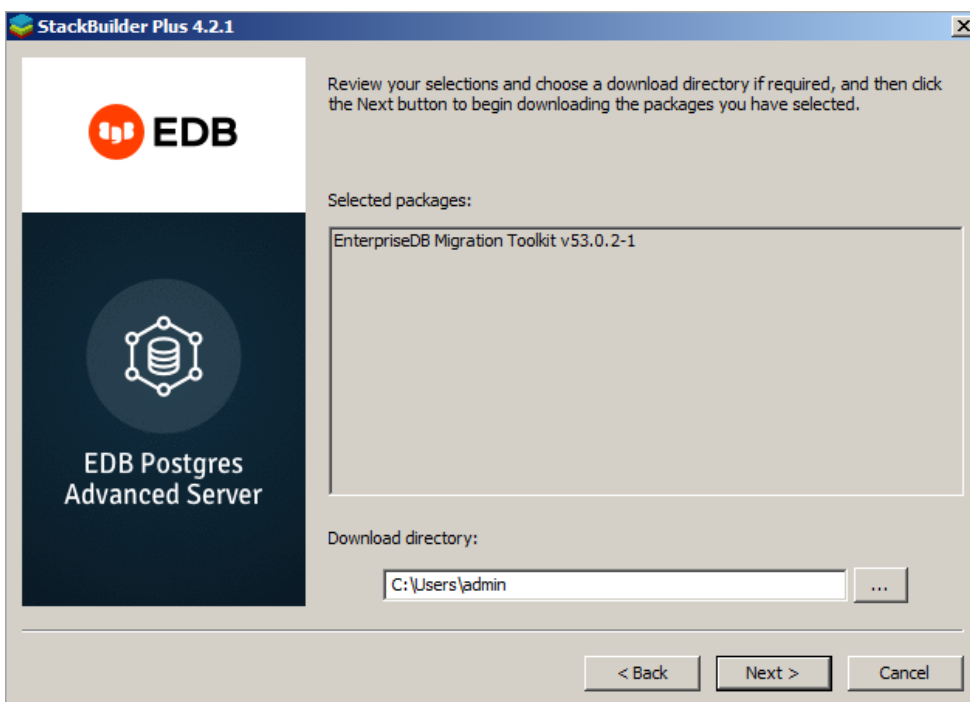 StackBuilder Plus 4.2.1
EDB
EDB Postgres
Advanced Server
Review your selections and choose a download directory if required, and then click
the Next button to begin downloading the packages you have selected.
Selected packages:
EnterpriseDB Migration Toolkit v53.0.2-1
Download directory:
C:\Users\admin
...
< Back
Next >
Cancel